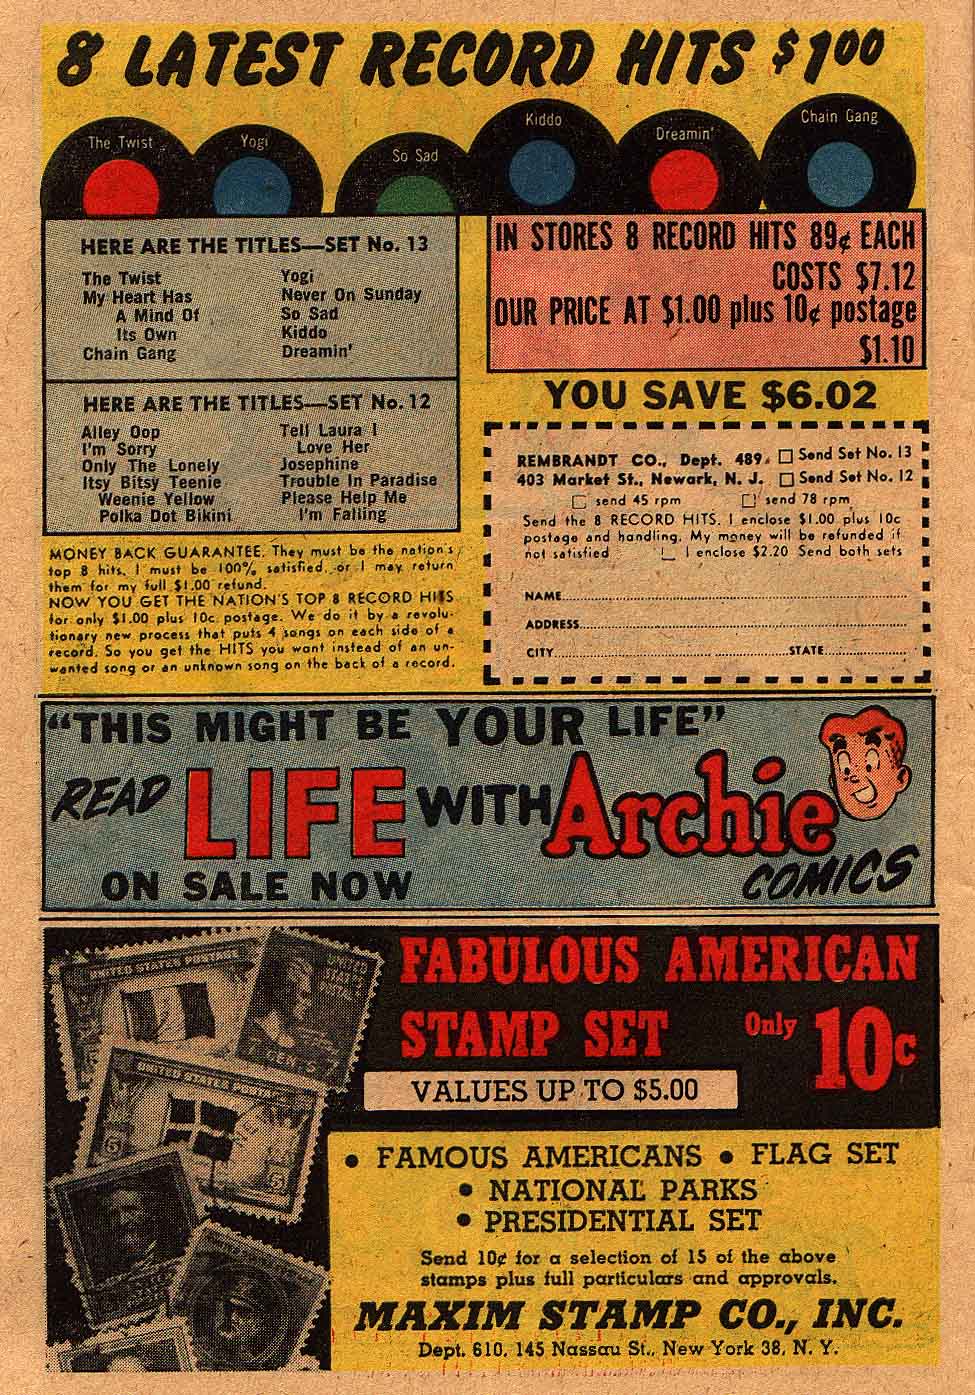 8 LATEST RECORD HITS $1.00
The Twist
Yogi
So Sad
Kiddo
Dreamin'
Chain Gang
HERE ARE THE TITLES—SET No. 13
The Twist
My Heart Has
A Mind Of
Its Own
Chain Gang
Yogi
Never On Sunday
So Sad
Kiddo
Dreamin'
HERE ARE THE TITLES—SET No. 12
Alley Oop
I'm Sorry
Only The Lonely
Itsy Bitsy Teenie
Weenie Yellow
Polka Dot Bikini
Tell Laura I
Love Her
Josephine
Trouble In Paradise
Please Help Me
I'm Falling
MONEY BACK GUARANTEE. They must be the nation's
top 8 hits. I must be 100% satisfied, or I may return
them for my full $1.00 refund.
NOW YOU GET THE NATION'S TOP 8 RECORD HITS
for only $1.00 plus 10c postage. We do it by a revolu-
tionary new process that puts 4 songs on each side of a
record. So you get the HITS you want instead of an un-
wanted song or an unknown song on the back of a record.
IN STORES 8 RECORD HITS 89¢ EACH
COSTS $7.12
OUR PRICE AT $1.00 plus 10¢ postage
$1.10
YOU SAVE $6.02
REMBRANDT CO., Dept. 489, □ Send Set No. 13
403 Market St., Newark, N. J. □ Send Set No. 12
□ send 45 rpm □ send 78 rpm
Send the 8 RECORD HITS. I enclose $1.00 plus 10c
postage and handling. My money will be refunded if
not satisfied □ I enclose $2.20 Send both sets
NAME
ADDRESS
CITY STATE
"THIS MIGHT BE YOUR LIFE"
READ LIFE WITH Archie
ON SALE NOW COMICS
UNITED STATES POSTAGE
UNITED
STATES
POSTAGE
7 CENTS 7
UNITED STATES POSTAGE
5¢
5¢
FABULOUS AMERICAN
STAMP SET Only 10c
VALUES UP TO $5.00
• FAMOUS AMERICANS • FLAG SET
• NATIONAL PARKS
• PRESIDENTIAL SET
Send 10¢ for a selection of 15 of the above
stamps plus full particulars and approvals.
MAXIM STAMP CO., INC.
Dept. 610, 145 Nassau St., New York 38, N. Y.